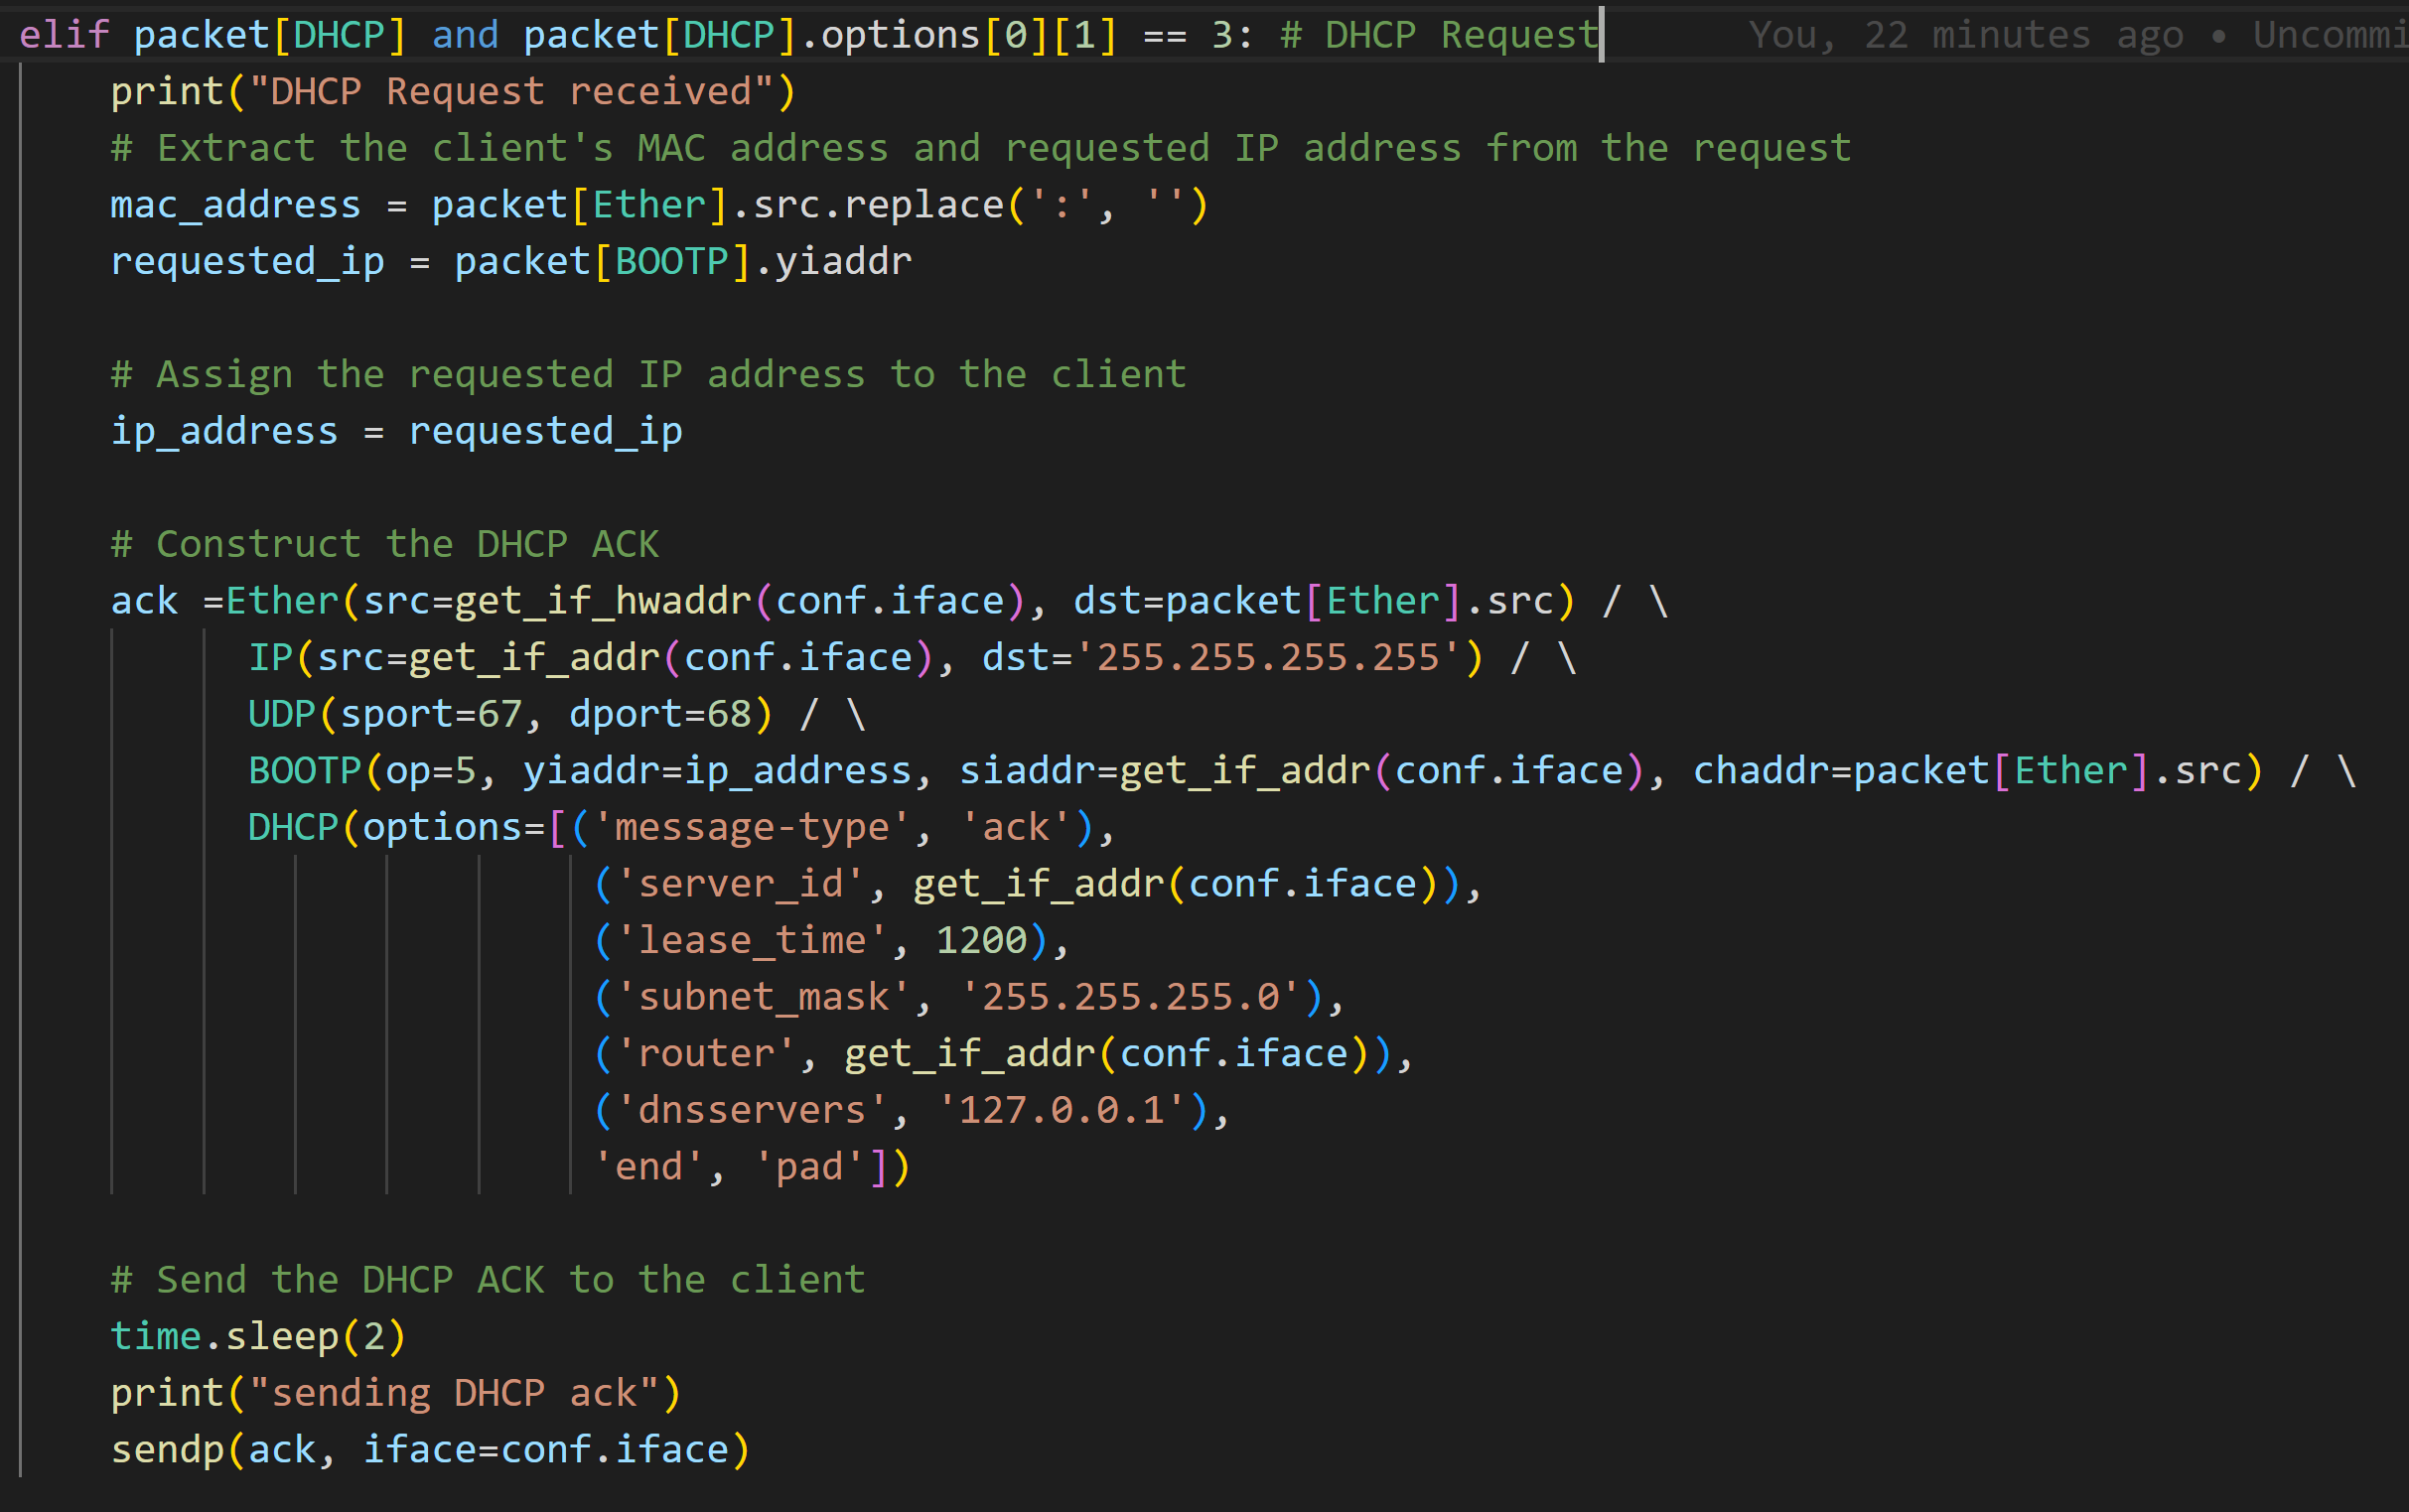 elif packet[DHCP] and packet[DHCP].options[0][1] == 3: # DHCP Request You, 22 minutes ago • Uncommi
print("DHCP Request received")
# Extract the client's MAC address and requested IP address from the request
mac_address = packet[Ether].src.replace(':', '')
requested_ip = packet[BOOTP].yiaddr
# Assign the requested IP address to the client
ip_address = requested_ip
# Construct the DHCP ACK
ack =Ether(src=get_if_hwaddr(conf.iface), dst=packet[Ether].src) / \
IP(src=get_if_addr(conf.iface), dst='255.255.255.255') / \
UDP(sport=67, dport=68) / \
BOOTP(op=5, yiaddr=ip_address, siaddr=get_if_addr(conf.iface), chaddr=packet[Ether].src) / \
DHCP(options=[('message-type', 'ack'),
('server_id', get_if_addr(conf.iface)),
('lease_time', 1200),
('subnet_mask', '255.255.255.0'),
('router', get_if_addr(conf.iface)),
('dnsservers', '127.0.0.1'),
'end', 'pad'])
# Send the DHCP ACK to the client
time.sleep(2)
print("sending DHCP ack")
sendp(ack, iface=conf.iface)